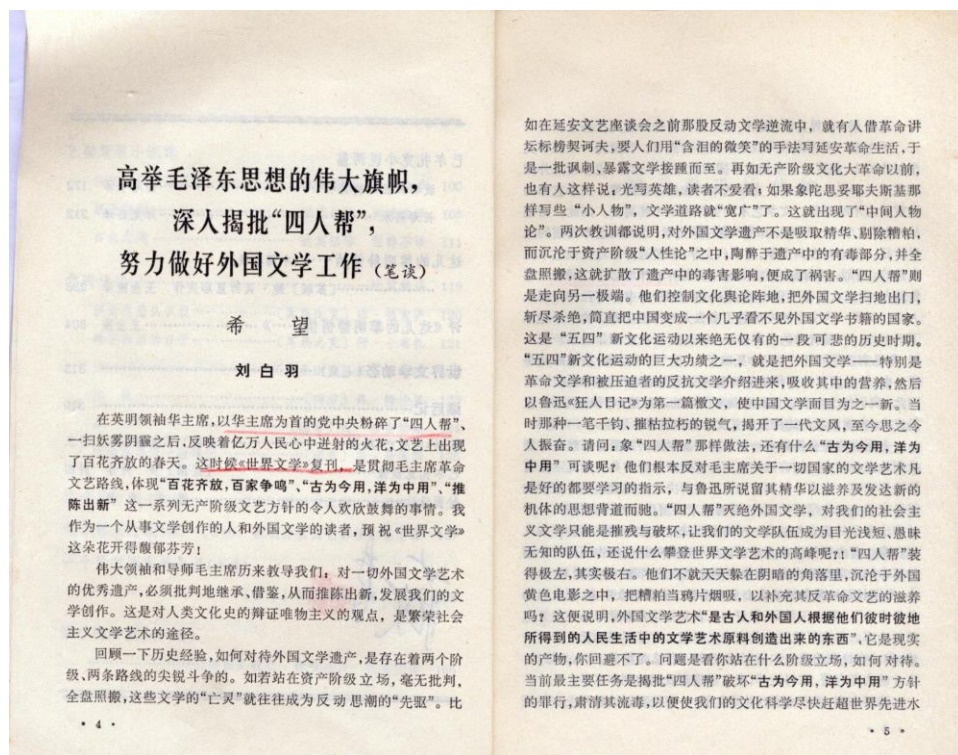 高举毛泽东思想的伟大旗帜，
深入揭批“四人帮”，
努力做好外国文学工作（笔谈）
希 望
刘白羽
在英明领袖华主席，以华主席为首的党中央粉碎了“四人帮”、
一扫妖雾阴霾之后，反映着亿万人民心中迸射的火花，文艺上出现
了百花齐放的春天。这时候《世界文学》复刊，是贯彻毛主席革命
文艺路线，体现“百花齐放，百家争鸣”、“古为今用，洋为中用”、“推
陈出新”这一系列无产阶级文艺方针的令人欢欣鼓舞的事情。我
作为一个从事文学创作的人和外国文学的读者，预祝《世界文学》
这朵花开得馥郁芬芳！
伟大领袖和导师毛主席历来教导我们：对一切外国文学艺术
的优秀遗产，必须批判地继承、借鉴，从而推陈出新，发展我们的文
学创作。这是对人类文化史的辩证唯物主义的观点，是繁荣社会
主义文学艺术的途径。
回顾一下历史经验，如何对待外国文学遗产，是存在着两个阶
级、两条路线的尖锐斗争的。如若站在资产阶级立场，毫无批判、
全盘照搬，这些文学的“亡灵”就往往成为反动思潮的“先驱”。比
· 4 ·
如在延安文艺座谈会之前那股反动文学逆流中，就有人借革命讲
坛标榜契诃夫，要人们用“含泪的微笑”的手法写延安革命生活，于
是一批讽刺、暴露文学接踵而至。再如无产阶级文化大革命以前，
也有人这样说：光写英雄，读者不爱看；如果象陀思妥耶夫斯基那
样写些“小人物”，文学道路就“宽广”了。这就出现了“中间人物
论”。两次教训都说明，对外国文学遗产不是吸取精华、剔除糟粕，
而沉沦于资产阶级“人性论”之中，陶醉于遗产中的有毒部分，并全
盘照搬，这就扩散了遗产中的毒害影响，便成了祸害。“四人帮”则
是走向另一极端。他们控制文化舆论阵地，把外国文学扫地出门，
斩尽杀绝，简直把中国变成一个几乎看不见外国文学书籍的国家。
这是“五四”新文化运动以来绝无仅有的一段可悲的历史时期。
“五四”新文化运动的巨大功绩之一，就是把外国文学——特别是
革命文学和被压迫者的反抗文学介绍进来，吸收其中的营养，然后
以鲁迅《狂人日记》为第一篇檄文，使中国文学面目为之一新。当
时那种一笔千钧、摧枯拉朽的锐气，揭开了一代文风，至今思之令
人振奋。请问：象“四人帮”那样做法，还有什么“古为今用，洋为
中用”可谈呢？他们根本反对毛主席关于一切国家的文学艺术凡
是好的都要学习的指示，与鲁迅所说留其精华以滋养及发达新的
机体的思想背道而驰。“四人帮”灭绝外国文学，对我们的社会主
义文学只能是摧残与破坏，让我们的文学队伍成为目光浅短、愚昧
无知的队伍，还说什么攀登世界文学艺术的高峰呢？！“四人帮”装
得极左，其实极右。他们不就天天躲在阴暗的角落里，沉沦于外国
黄色电影之中，把糟粕当鸦片烟吸，以补充其反革命文艺的滋养
吗？这便说明，外国文学艺术“是古人和外国人根据他们彼时彼地
所得到的人民生活中的文学艺术原料创造出来的东西”，它是现实
的产物，你回避不了。问题是看你站在什么阶级立场，如何对待。
当前最主要任务是揭批“四人帮”破坏“古为今用，洋为中用”方针
的罪行，肃清其流毒，以便使我们的文化科学尽快赶超世界先进水
· 5 ·